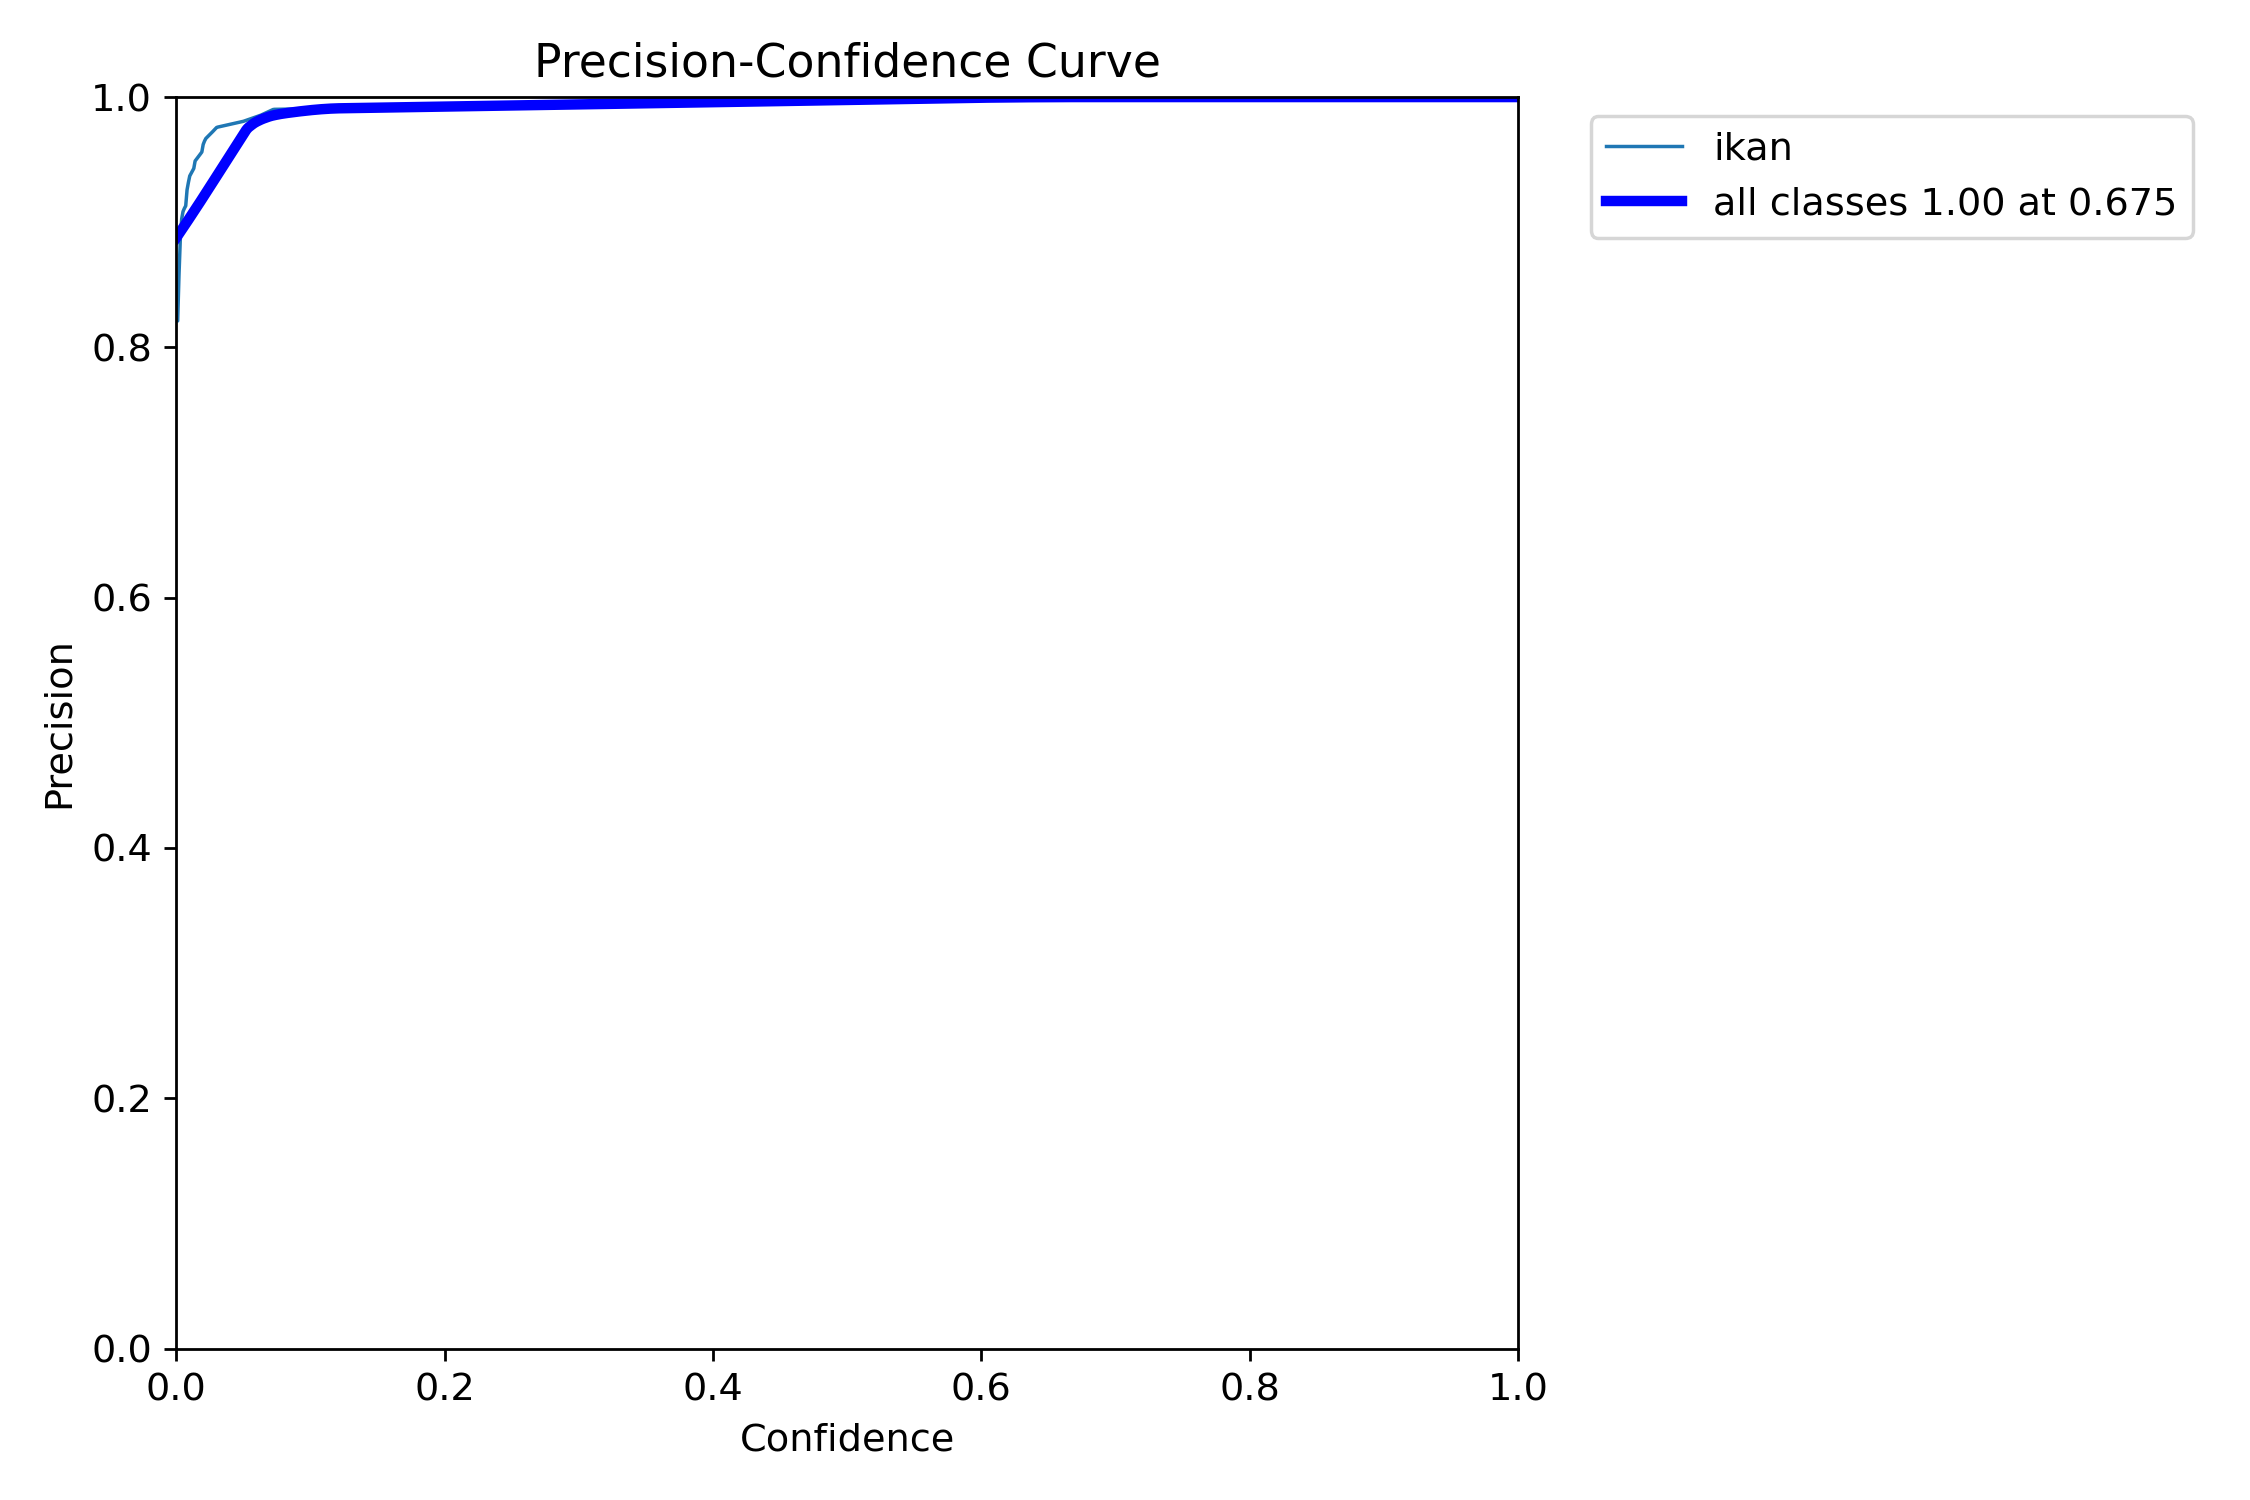 Precision-Confidence Curve
1.0
0.8
0.6
0.4
0.2
0.0
Precision
0.0 0.2 0.4 0.6 0.8 1.0
Confidence
ikan
all classes 1.00 at 0.675